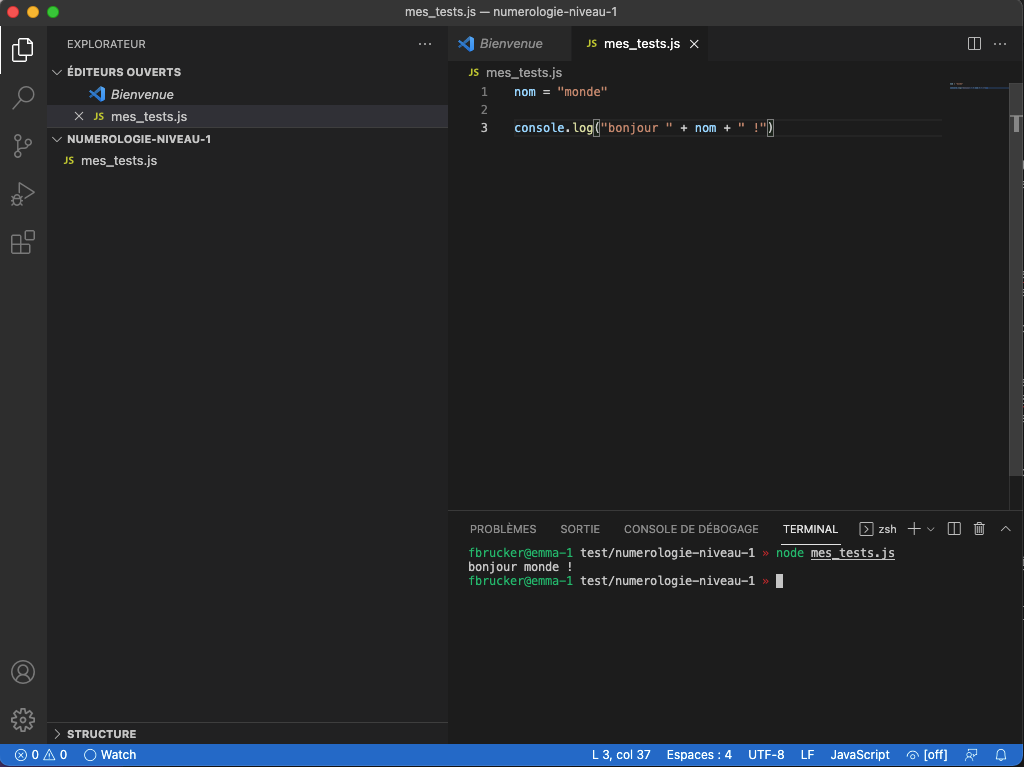 mes_tests.js — numerologie-niveau-1
EXPLORATEUR
ÉDITEURS OUVERTS
Bienvenue
JS mes_tests.js
NUMEROLOGIE-NIVEAU-1
JS mes_tests.js
STRUCTURE
Bienvenue JS mes_tests.js
JS mes_tests.js
1 nom = "monde"
2
3 console.log("bonjour " + nom + " !")
PROBLÈMES SORTIE CONSOLE DE DÉBOGAGE TERMINAL zsh
fbrucker@emma-1 test/numerologie-niveau-1 » node mes_tests.js
bonjour monde !
fbrucker@emma-1 test/numerologie-niveau-1 »
0 0 Watch L 3, col 37 Espaces : 4 UTF-8 LF JavaScript [off]